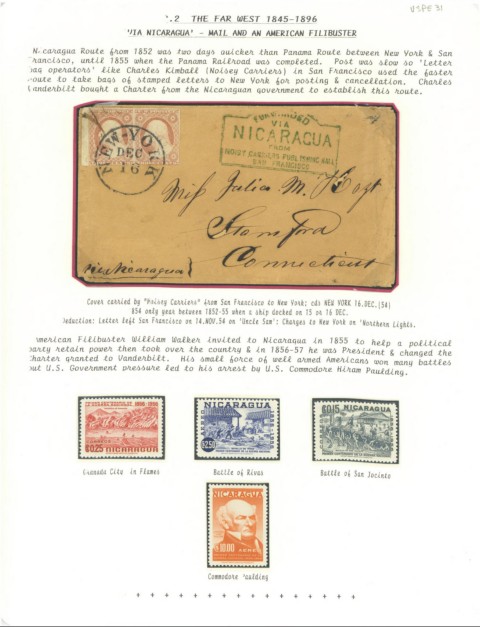 V5PE 31
.2 THE FAR WEST 1845-1896
'VIA NICARAGUA' - MAIL AND AN AMERICAN FILIBUSTER
Nicaragua Route from 1852 was two days quicker than Panama Route between New York & San
Francisco, until 1855 when the Panama Railroad was completed. Post was slow so 'Letter
Bag operators' like Charles Kimball (Noisey Carriers) in San Francisco used the faster
route to take bags of stamped letters to New York for posting & cancellation. Charles
Vanderbilt bought a Charter from the Nicaraguan government to establish this route.
NEW-YORK
DEC
16
FORWARDED
VIA
NICARAGUA
FROM
NOISY CARRIERS PUBLISHING HALL
SAN FRANCISCO
Miss Julia M. Hoyt
Stamford
Connecticut
via Nicaragua
Cover carried by "Noisey Carriers" from San Francisco to New York; cds NEW YORK 16.DEC.(54)
854 only year between 1852-55 when a ship docked on 15 or 16 DEC.
Deduction: Letter left San Francisco on 14.NOV.54 on 'Uncle Sam'; Charges to New York on 'Northern Lights.
American Filibuster William Walker invited to Nicaragua in 1855 to help a political
party retain power then took over the country & in 1856-57 he was President & changed the
Charter granted to Vanderbilt. His small force of well armed Americans won many battles
but U.S. Government pressure led to his arrest by U.S. Commodore Hiram Paulding.
₡0.25 NICARAGUA
NICARAGUA
NICARAGUA
₡0.15
Granada City in Flames
Battle of Rivas
Battle of San Jacinto
NICARAGUA
10.00
Commodore Paulding
+ + + + + + + + + + + + + + + +